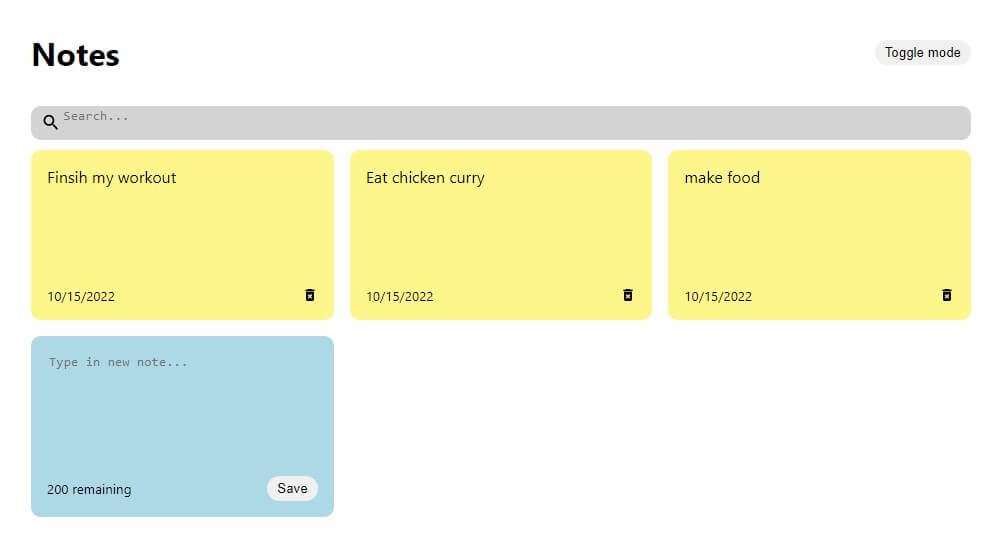 Notes
Toggle mode
Search...
Finsih my workout
Eat chicken curry
make food
10/15/2022
10/15/2022
10/15/2022
Type in new note...
200 remaining
Save